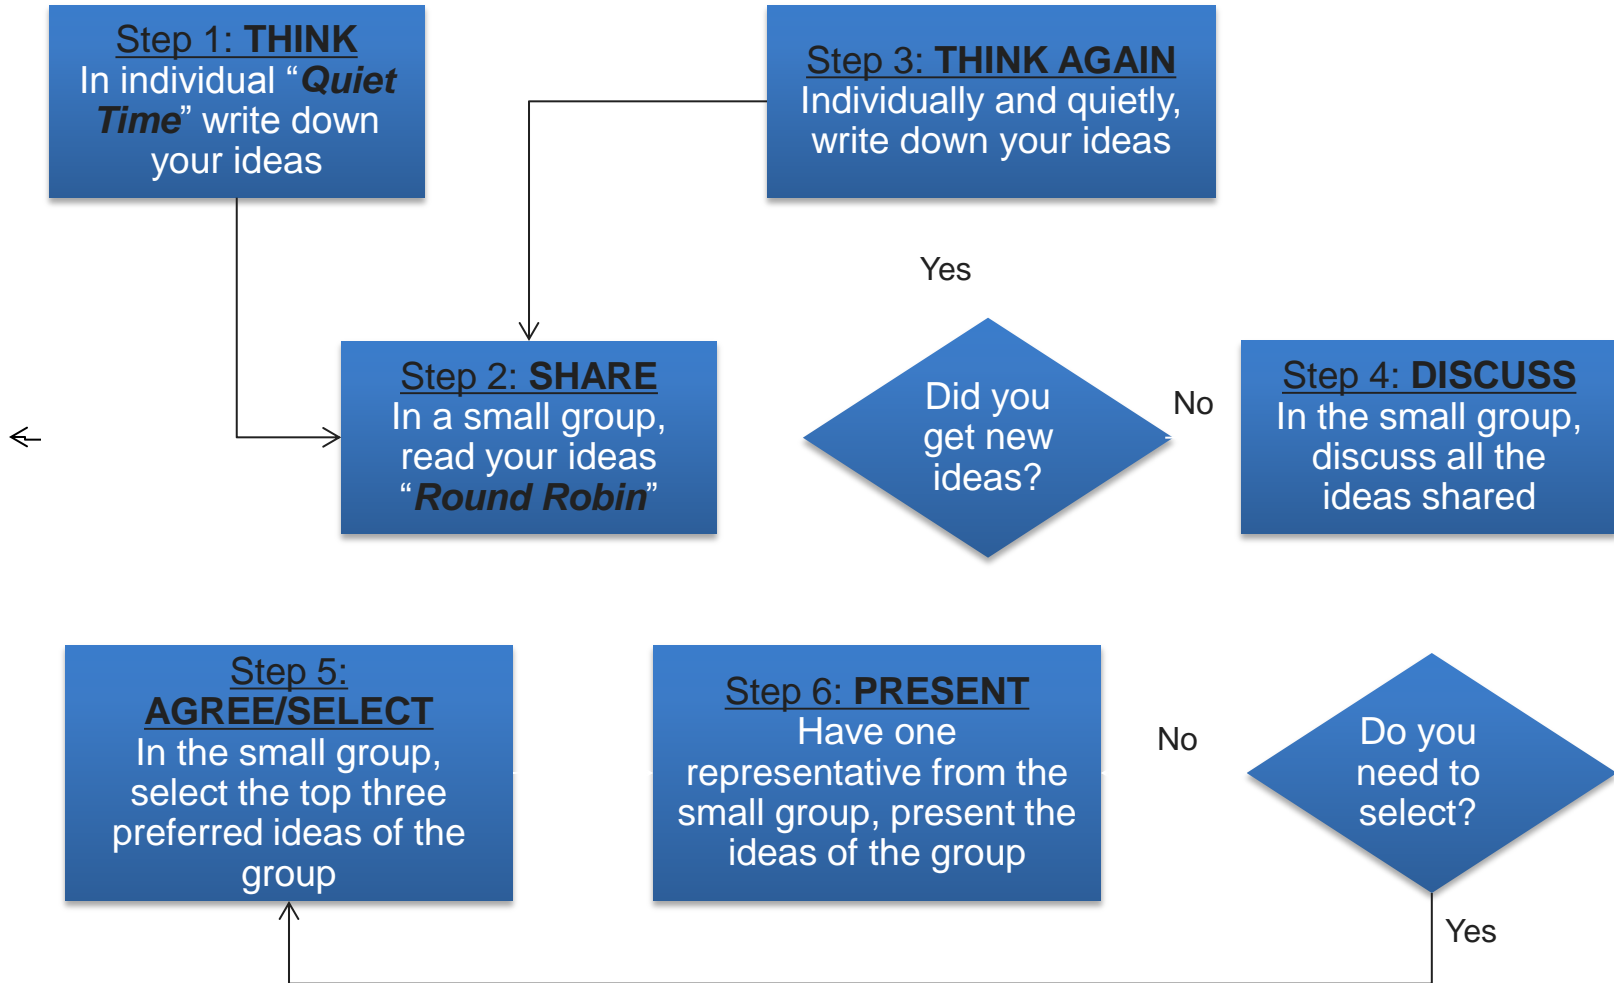 Step 1: THINK
In individual “Quiet
Time” write down
your ideas
Step 3: THINK AGAIN
Individually and quietly,
write down your ideas
Yes
Step 2: SHARE
In a small group,
read your ideas
“Round Robin”
Did you
get new
ideas?
No
Step 4: DISCUSS
In the small group,
discuss all the
ideas shared
Step 5:
AGREE/SELECT
In the small group,
select the top three
preferred ideas of the
group
Step 6: PRESENT
Have one
representative from the
small group, present the
ideas of the group
No
Do you
need to
select?
Yes